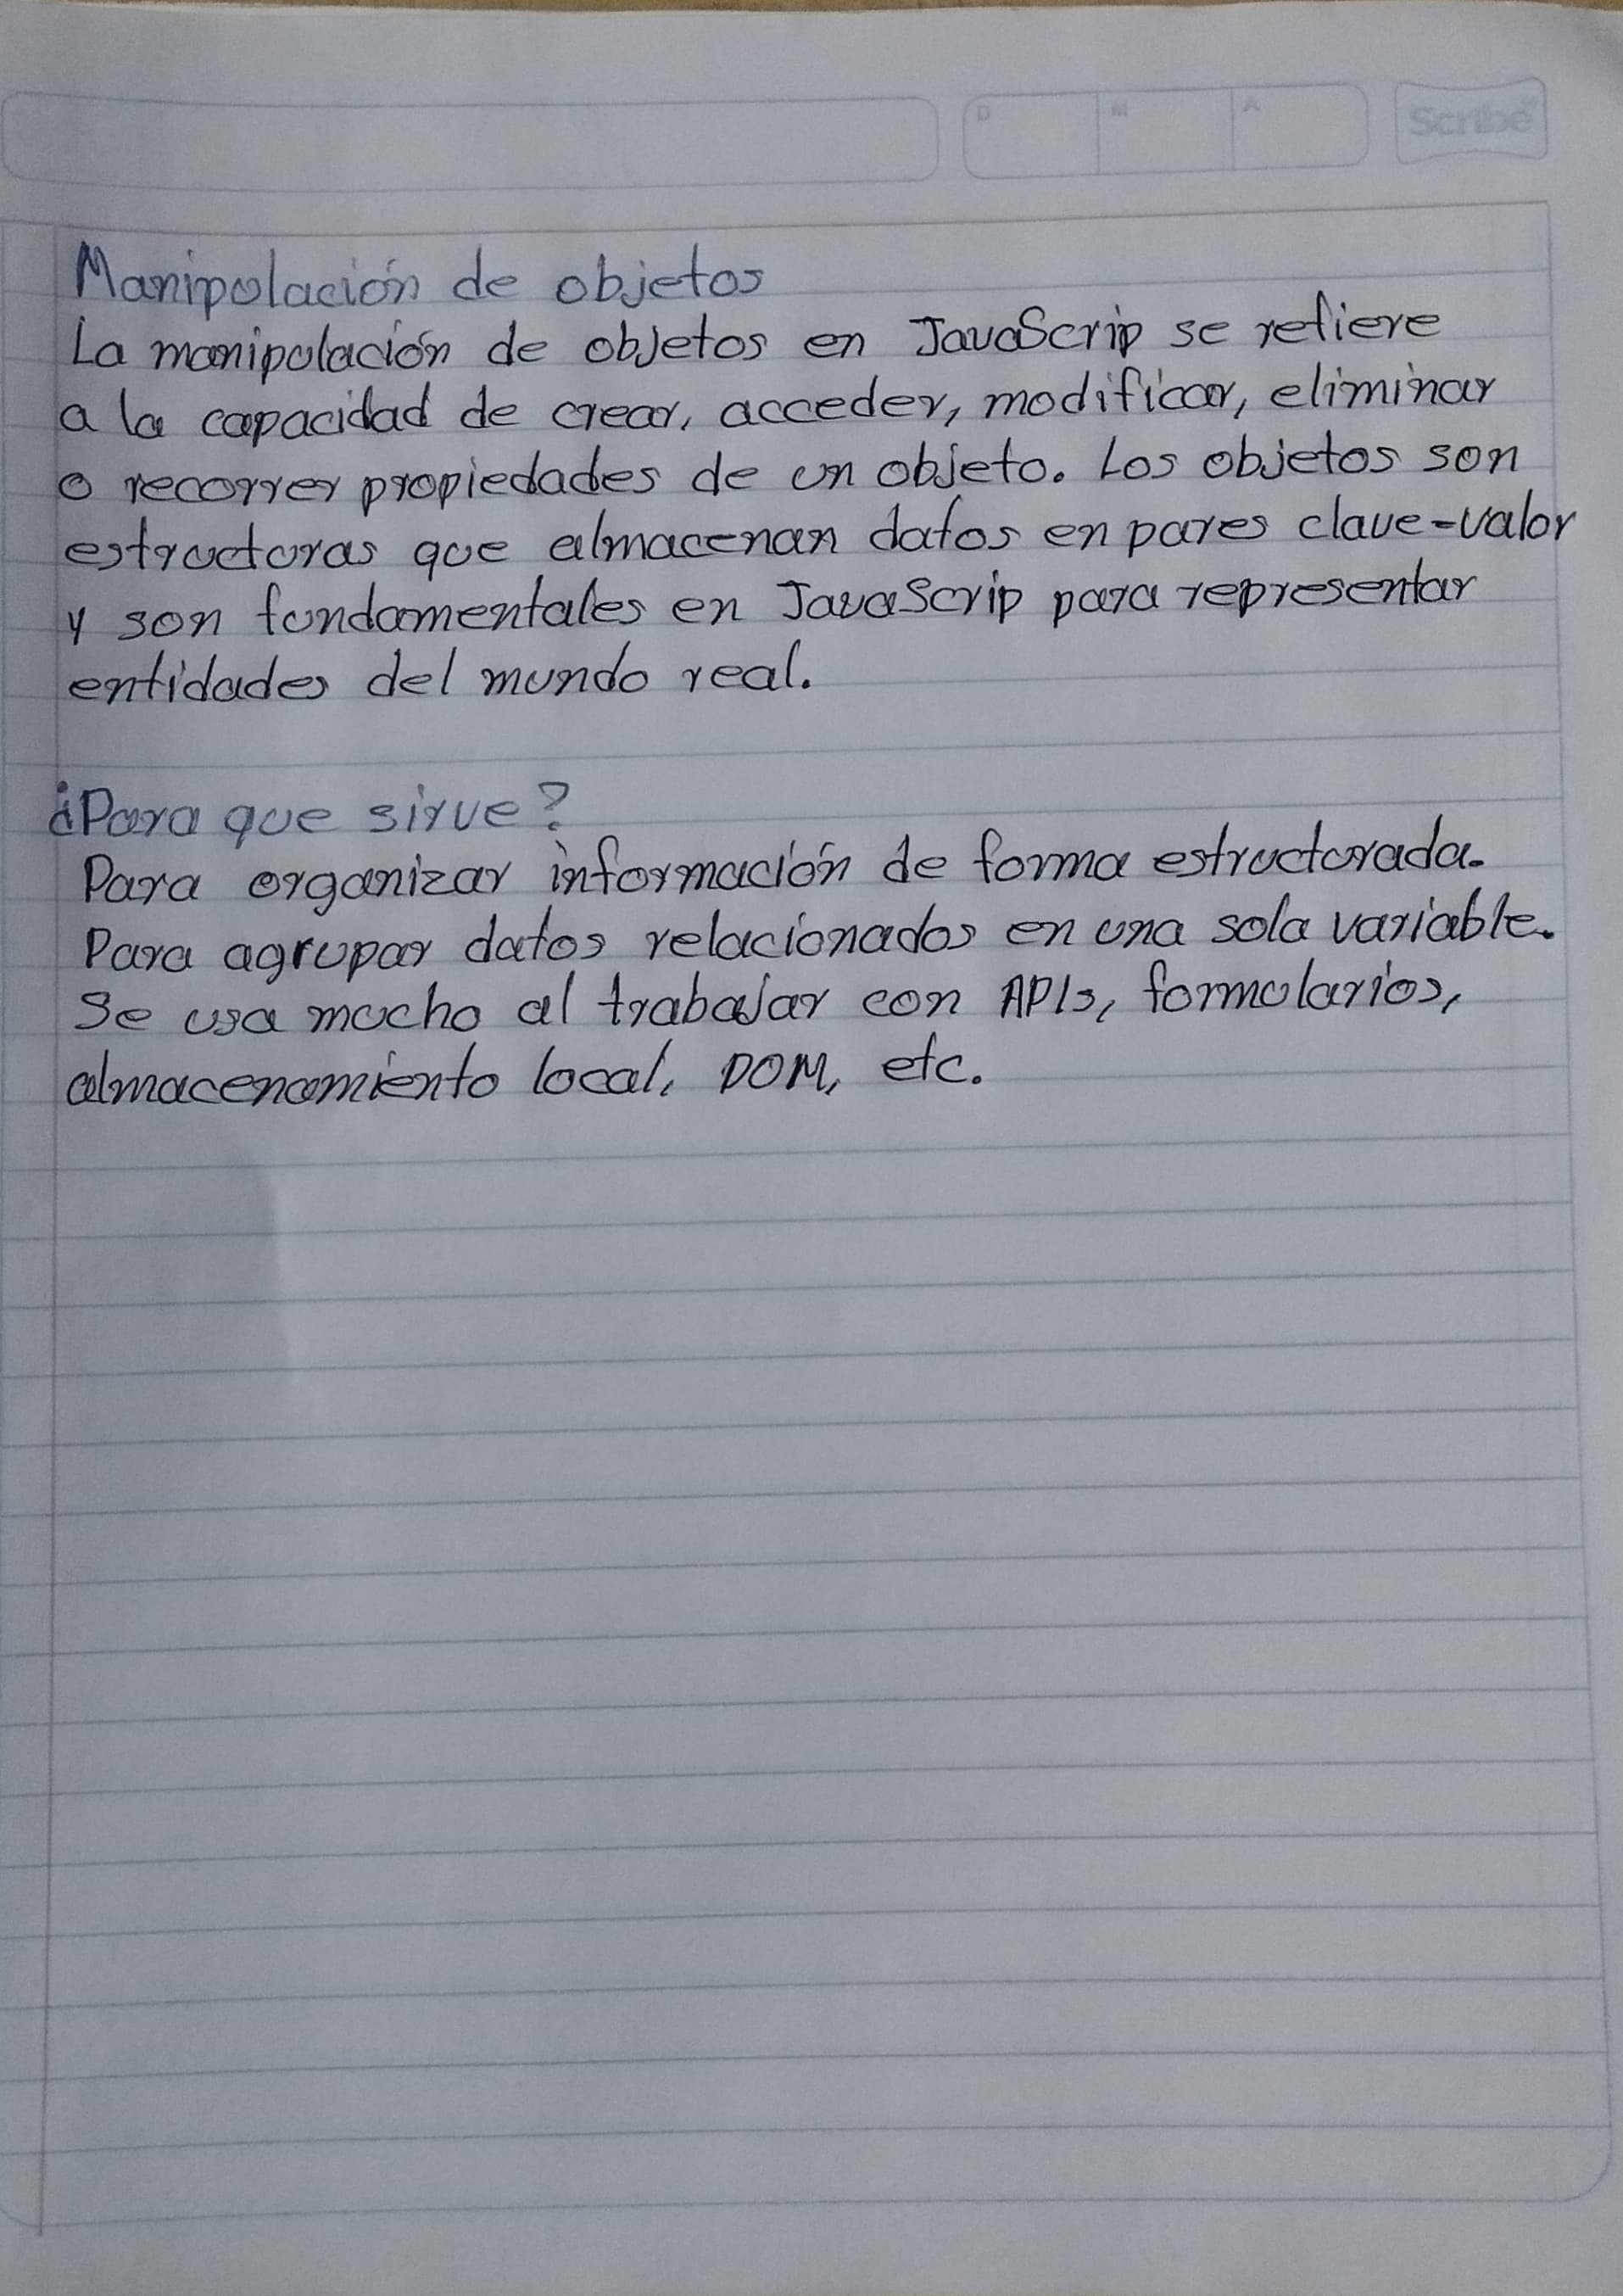 D M A Scribe
Manipulación de objetos
La manipulación de objetos en JavaScrip se refiere
a la capacidad de crear, acceder, modificar, eliminar
o recorrer propiedades de un objeto. Los objetos son
estructuras que almacenan datos en pares clave-valor
y son fundamentales en JavaScrip para representar
entidades del mundo real.
¿Para que sirve?
Para organizar información de forma estructurada.
Para agrupar datos relacionados en una sola variable.
Se usa mucho al trabajar con APIs, formularios,
almacenamiento local, DOM, etc.